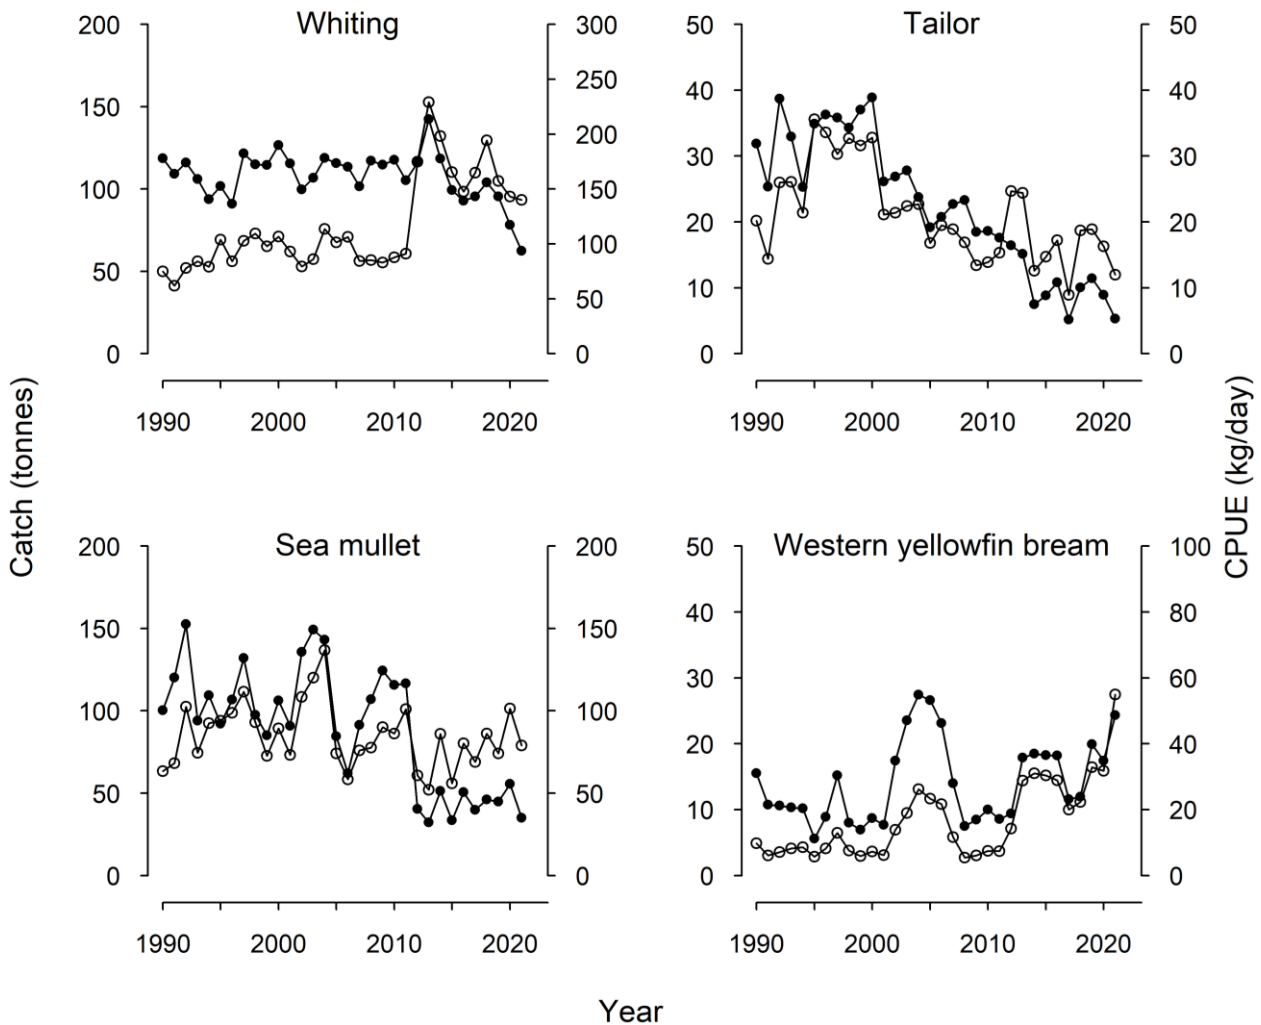 Whiting
Tailor
200 300 50 50
250
150 40 40
200
30 30
100 150
20 20
100
50
50 10 10
0 0 0 0
1990 2000 2010 2020 1990 2000 2010 2020
Catch (tonnes)
CPUE (kg/day)
Sea mullet
Western yellowfin bream
200 200 50 100
40 80
150 150
30 60
100 100
20 40
50 50
10 20
0 0 0 0
1990 2000 2010 2020 1990 2000 2010 2020
Year